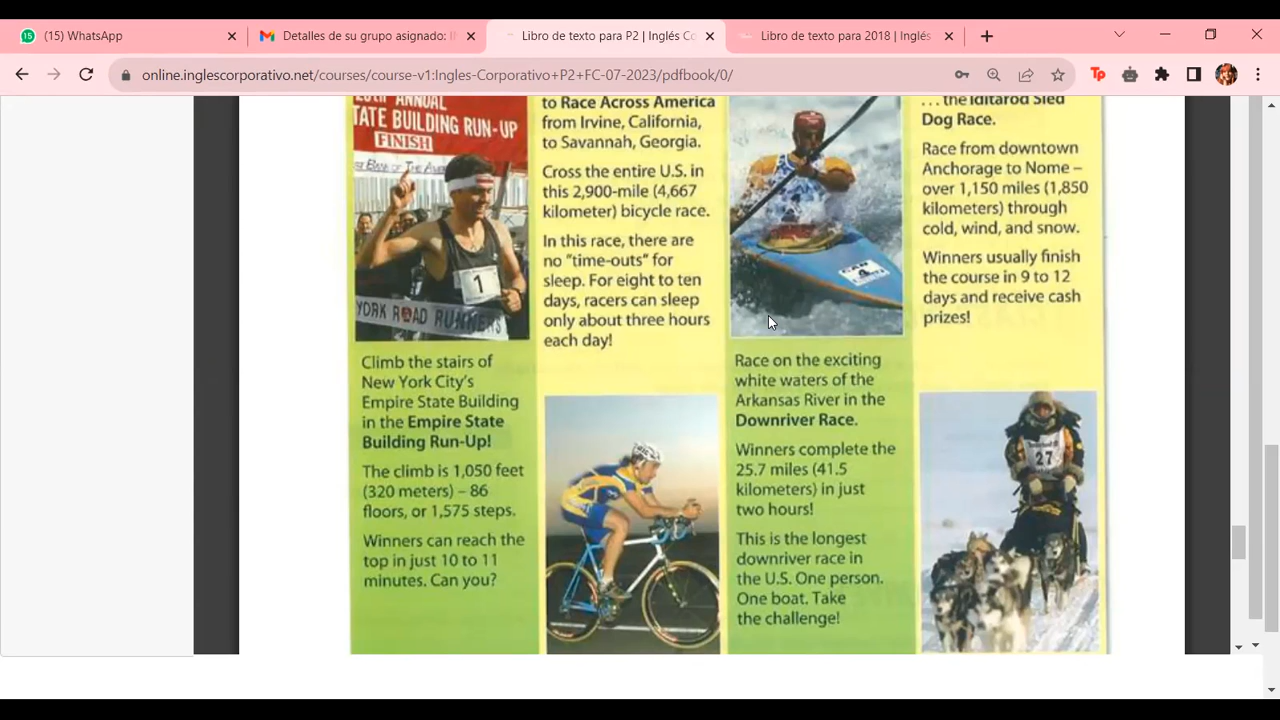 (15) WhatsApp
Detalles de su grupo asignado: I
Libro de texto para P2 | Inglés Co
Libro de texto para 2018 | Inglés
online.inglescorporativo.net/courses/course-v1:Ingles-Corporativo+P2+FC-07-2023/pdfbook/0/
ANNUAL
TATE BUILDING RUN-UP
FINISH
1
YORK ROAD RUNNERS
Climb the stairs of
New York City's
Empire State Building
in the Empire State
Building Run-Up!
The climb is 1,050 feet
(320 meters) – 86
floors, or 1,575 steps.
Winners can reach the
top in just 10 to 11
minutes. Can you?
to Race Across America
from Irvine, California,
to Savannah, Georgia.
Cross the entire U.S. in
this 2,900-mile (4,667
kilometer) bicycle race.
In this race, there are
no "time-outs" for
sleep. For eight to ten
days, racers can sleep
only about three hours
each day!
4
Race on the exciting
white waters of the
Arkansas River in the
Downriver Race.
Winners complete the
25.7 miles (41.5
kilometers) in just
two hours!
This is the longest
downriver race in
the U.S. One person.
One boat. Take
the challenge!
. . . the Iditarod Sled
Dog Race.
Race from downtown
Anchorage to Nome –
over 1,150 miles (1,850
kilometers) through
cold, wind, and snow.
Winners usually finish
the course in 9 to 12
days and receive cash
prizes!
27